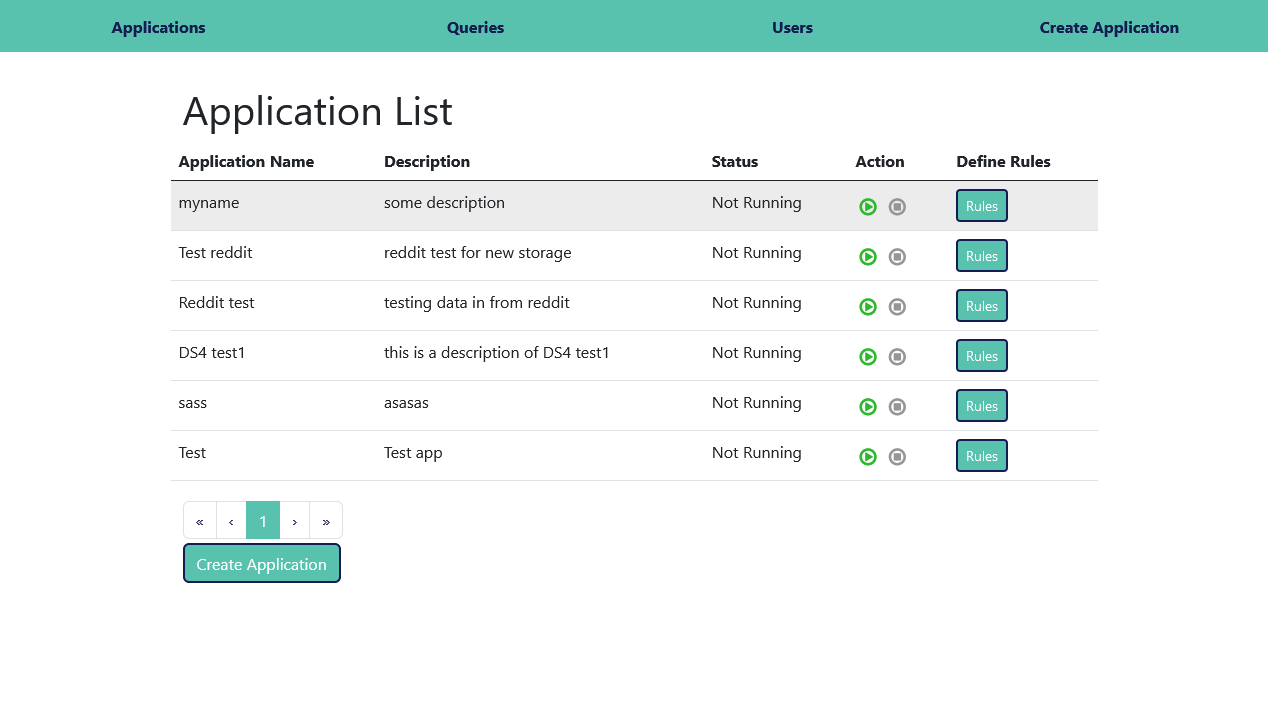 Applications Queries Users Create Application
Application List
Application Name Description Status Action Define Rules
myname some description Not Running Rules
Test reddit reddit test for new storage Not Running Rules
Reddit test testing data in from reddit Not Running Rules
DS4 test1 this is a description of DS4 test1 Not Running Rules
sass asasas Not Running Rules
Test Test app Not Running Rules
« ‹ 1 › »
Create Application